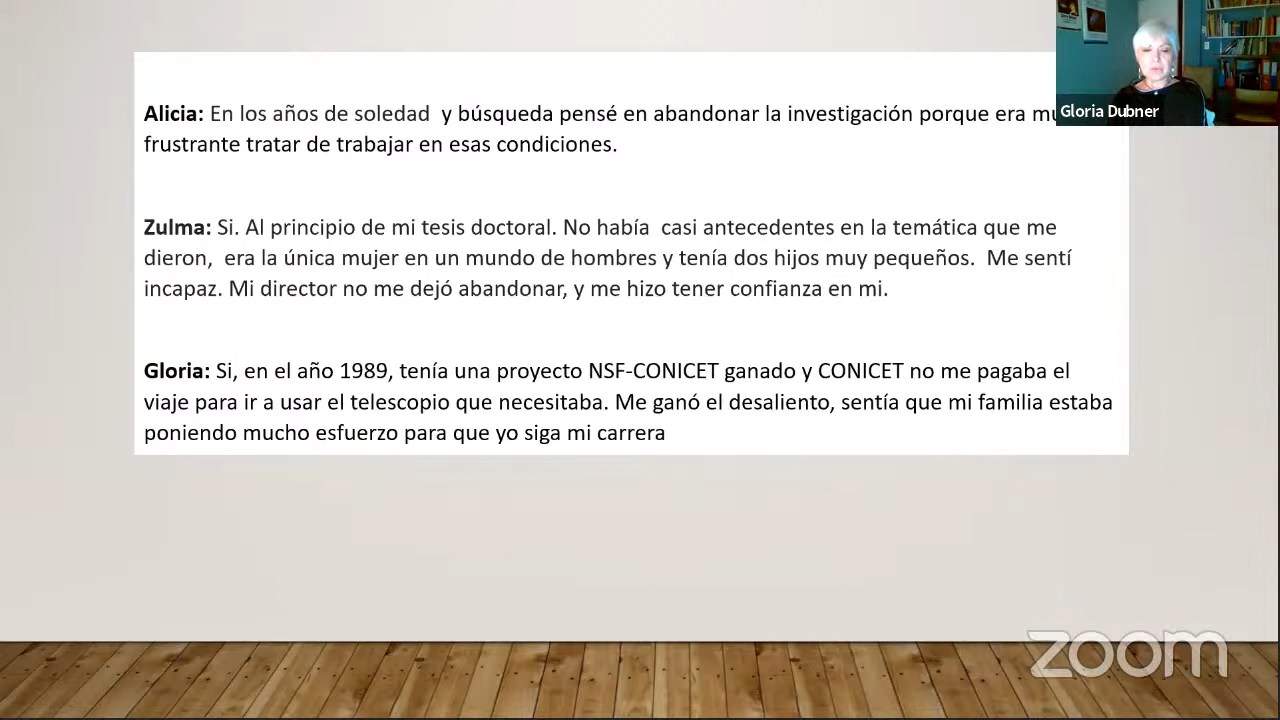 Gloria Dubner
Alicia: En los años de soledad y búsqueda pensé en abandonar la investigación porque era
frustrante tratar de trabajar en esas condiciones.
Zulma: Si. Al principio de mi tesis doctoral. No había casi antecedentes en la temática que me
dieron, era la única mujer en un mundo de hombres y tenía dos hijos muy pequeños. Me sentí
incapaz. Mi director no me dejó abandonar, y me hizo tener confianza en mi.
Gloria: Si, en el año 1989, tenía una proyecto NSF-CONICET ganado y CONICET no me pagaba el
viaje para ir a usar el telescopio que necesitaba. Me ganó el desaliento, sentía que mi familia estaba
poniendo mucho esfuerzo para que yo siga mi carrera
zoom